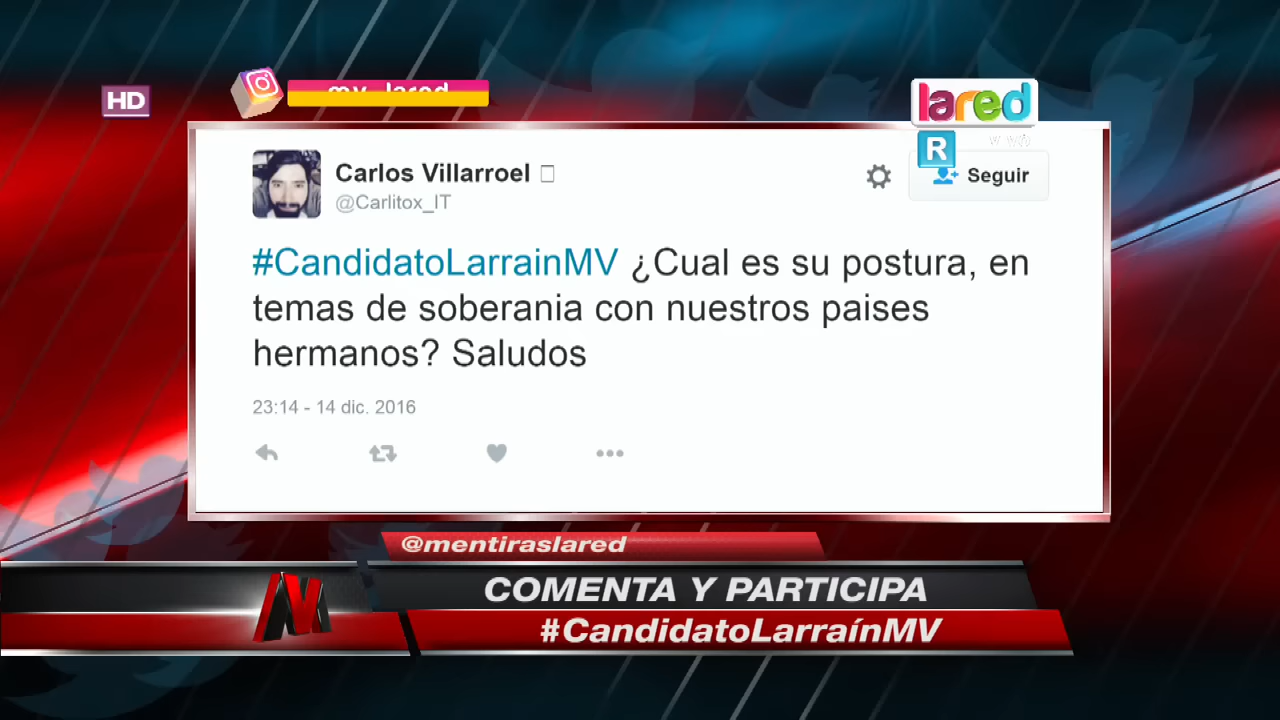 HD
lared
R
Carlos Villarroel
@Carlitox_IT
Seguir
#CandidatoLarrainMV ¿Cual es su postura, en
temas de soberania con nuestros paises
hermanos? Saludos
23:14 - 14 dic. 2016
@mentiraslared
COMENTA Y PARTICIPA
#CandidatoLarraínMV